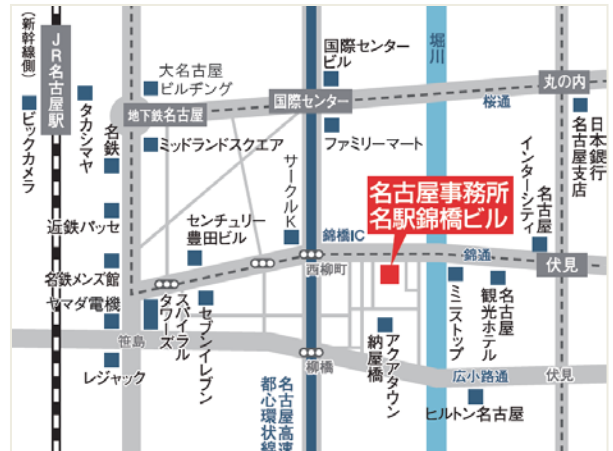 (新幹線側)
JR名古屋駅
ビックカメラ
タカシマヤ
名鉄
大名古屋
ビルヂング
地下鉄名古屋
ミッドランドスクエア
国際センター
ビル
国際センター
ファミリーマート
堀川
桜通
丸の内
日本銀行
名古屋支店
名古屋
インターシティ
近鉄パッセ
センチュリー
豊田ビル
サークルK
錦橋IC
名古屋事務所
名駅錦橋ビル
錦通
伏見
西柳町
名鉄メンズ館
ヤマダ電機
スパイラル
タワーズ
セブンイレブン
ミニストップ
名古屋
観光ホテル
笹島
レジャック
柳橋
アクアタウン
納屋橋
広小路通
伏見
ヒルトン名古屋
名古屋高速
都心環状線